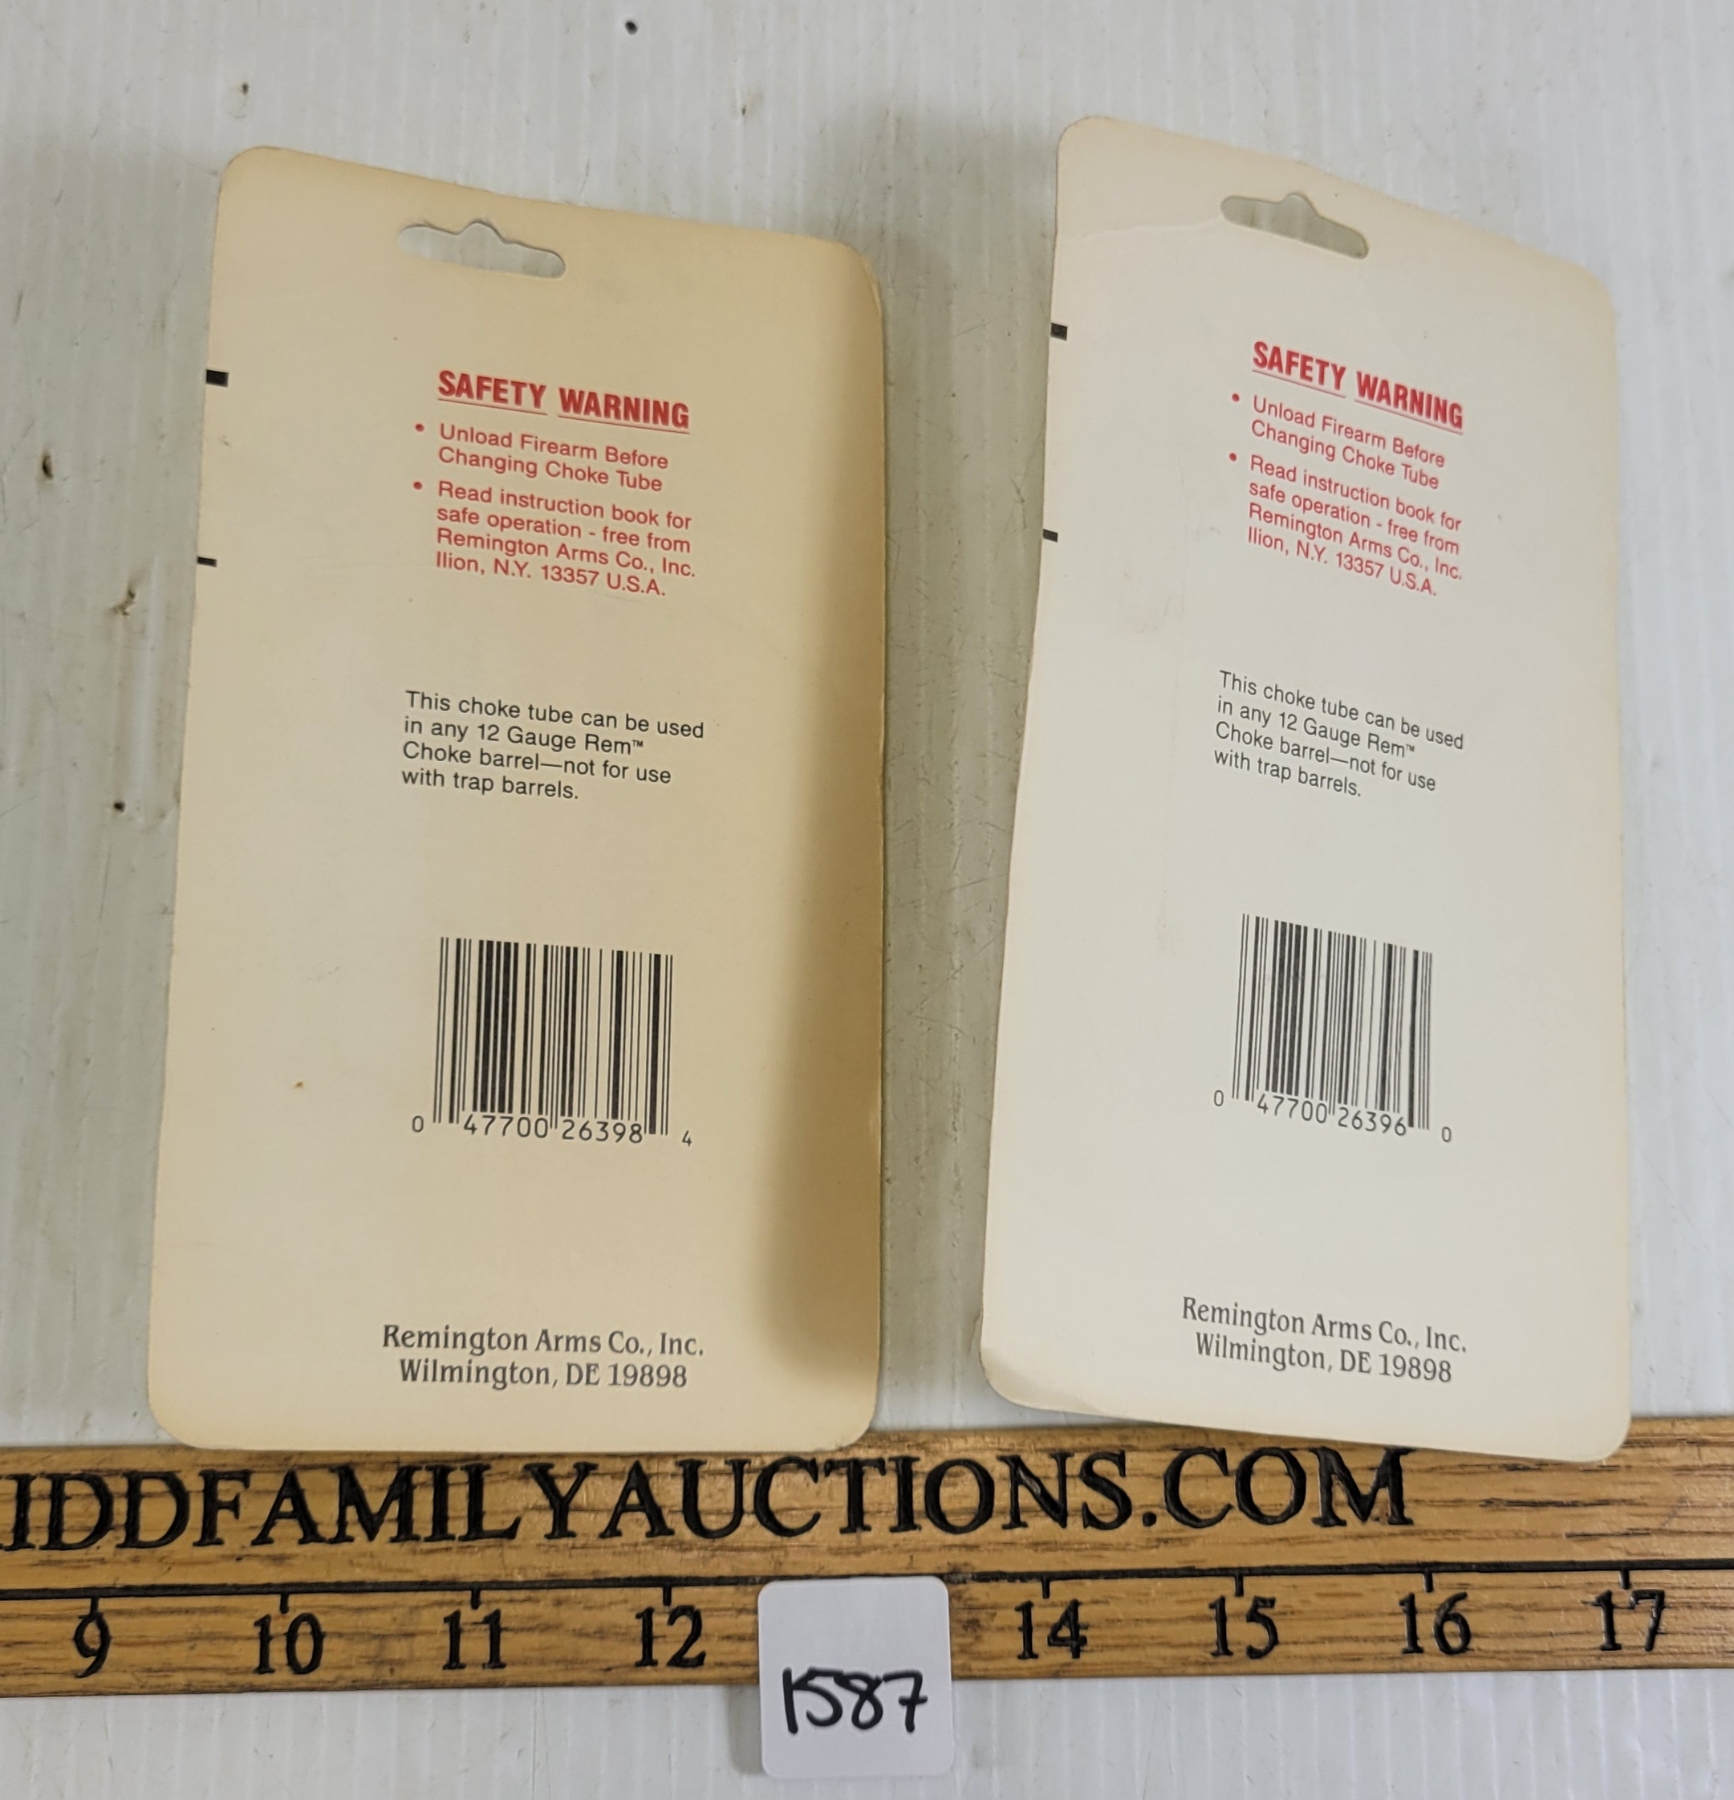 SAFETY WARNING
• Unload Firearm Before
Changing Choke Tube
• Read instruction book for
safe operation - free from
Remington Arms Co., Inc.
Ilion, N.Y. 13357 U.S.A.
This choke tube can be used
in any 12 Gauge Rem™
Choke barrel—not for use
with trap barrels.
0 47700 26398 4
Remington Arms Co., Inc.
Wilmington, DE 19898
SAFETY WARNING
• Unload Firearm Before
Changing Choke Tube
• Read instruction book for
safe operation - free from
Remington Arms Co., Inc.
Ilion, N.Y. 13357 U.S.A.
This choke tube can be used
in any 12 Gauge Rem™
Choke barrel—not for use
with trap barrels.
0 47700 26396 0
Remington Arms Co., Inc.
Wilmington, DE 19898
IDDFAMILYAUCTIONS.COM
9 10 11 12 14 15 16 17
1587